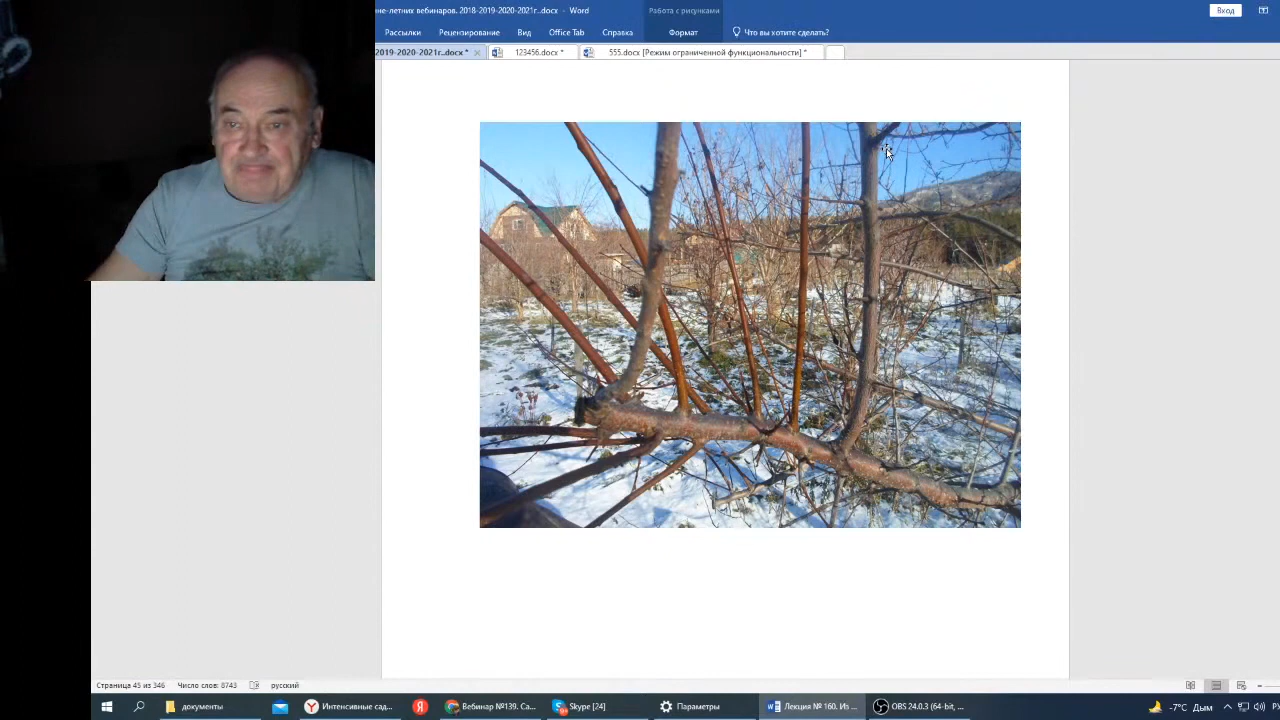 не-летних вебинаров. 2018-2019-2020-2021г..docx - Word
Работа с рисунками
Вход
Рассылки Рецензирование Вид Office Tab Справка Формат Что вы хотите сделать?
2019-2020-2021г..docx * 123456.docx * 555.docx [Режим ограниченной функциональности] *
Страница 45 из 346 Число слов: 8743 русский
документы Интенсивные сад... Я Вебинар №139. Са... Skype [24] Параметры Лекция № 160. Из ... OBS 24.0.3 (64-bit, ... -7°C Дым